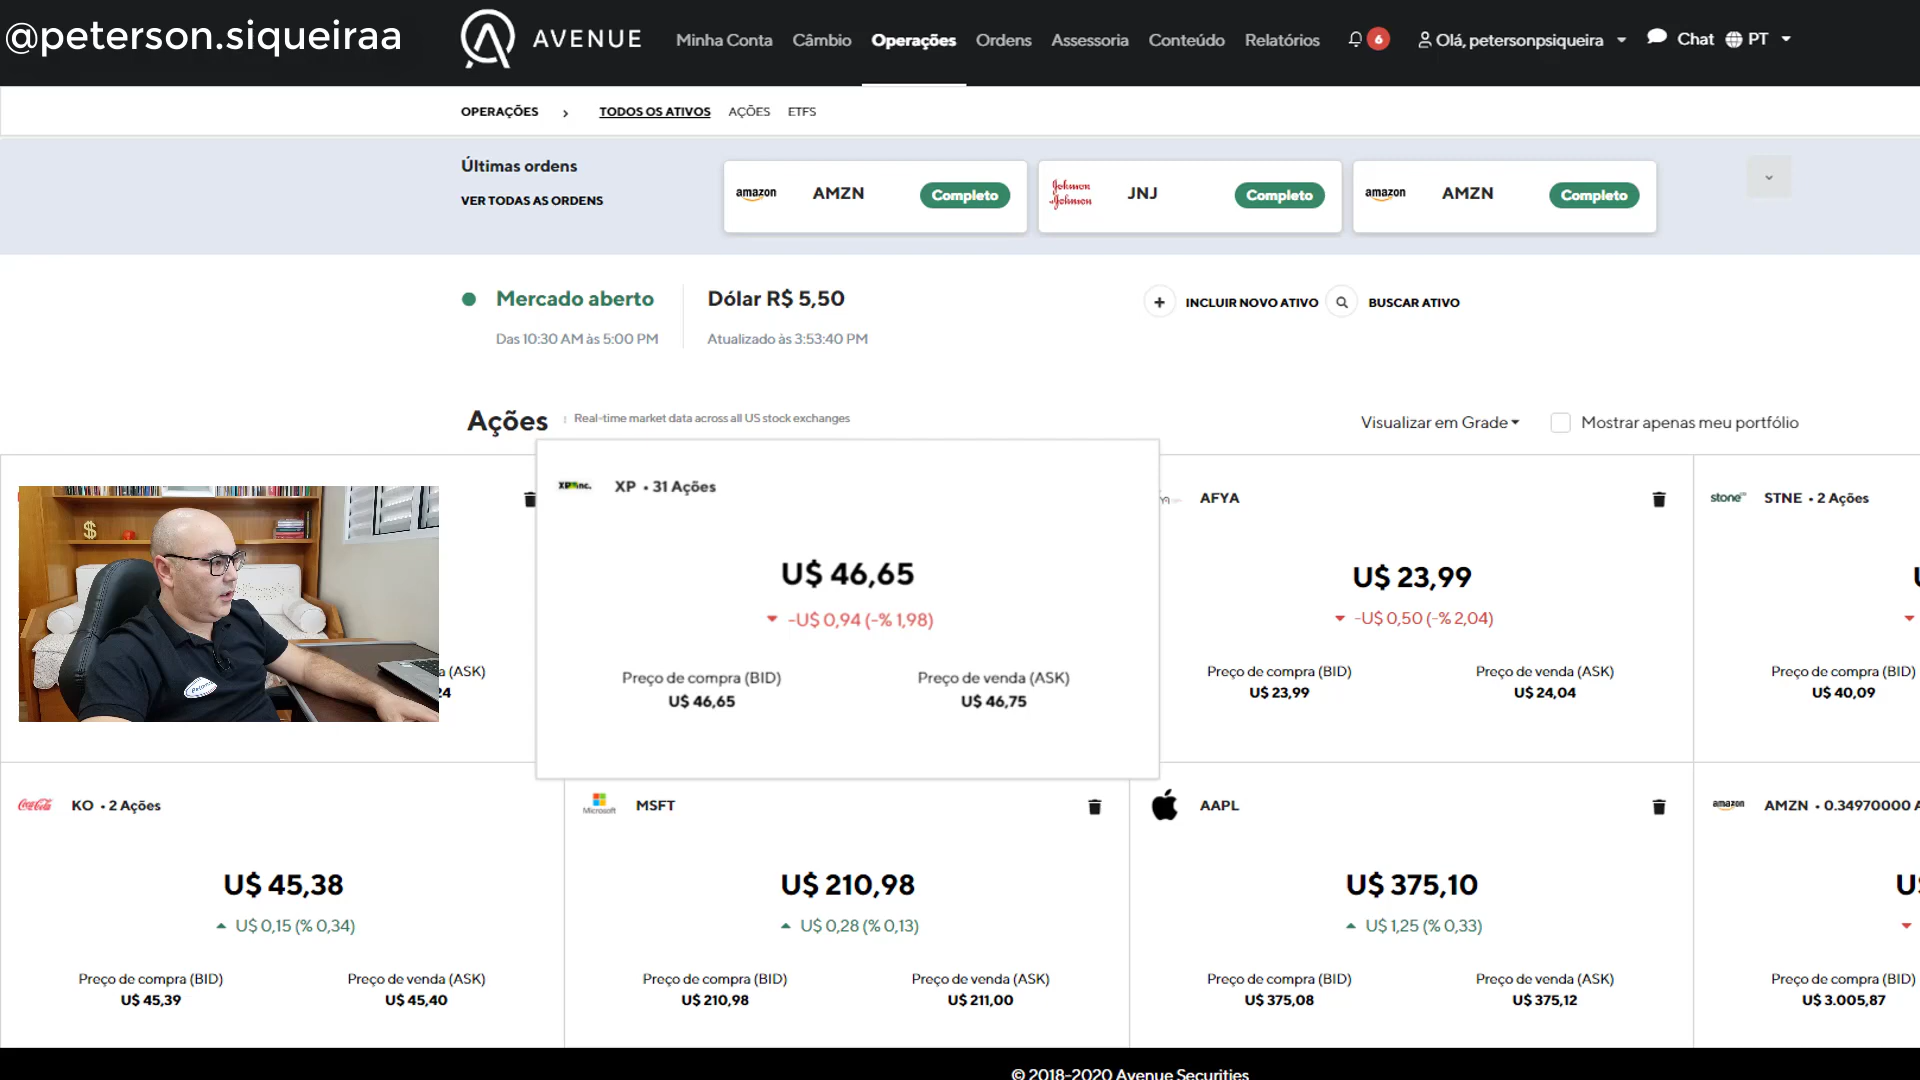 @peterson.siqueiraa
AVENUE
Minha Conta
Câmbio
Operações
Ordens
Assessoria
Conteúdo
Relatórios
6
Olá, petersonpsiqueira
Chat
PT
OPERAÇÕES
TODOS OS ATIVOS
AÇÕES
ETFS
Últimas ordens
VER TODAS AS ORDENS
amazon
AMZN
Completo
Johnson & Johnson
JNJ
Completo
amazon
AMZN
Completo
Mercado aberto
Das 10:30 AM às 5:00 PM
Dólar R$ 5,50
Atualizado às 3:53:40 PM
+ INCLUIR NOVO ATIVO
BUSCAR ATIVO
Ações
Real-time market data across all US stock exchanges
Visualizar em Grade
Mostrar apenas meu portfólio
$
a (ASK)
24
XP inc.
XP • 31 Ações
U$ 46,65
-U$ 0,94 (-% 1,98)
Preço de compra (BID)
U$ 46,65
Preço de venda (ASK)
U$ 46,75
AFYA
U$ 23,99
-U$ 0,50 (-% 2,04)
Preço de compra (BID)
U$ 23,99
Preço de venda (ASK)
U$ 24,04
stone
STNE • 2 Ações
Preço de compra (BID)
U$ 40,09
Coca-Cola
KO • 2 Ações
U$ 45,38
U$ 0,15 (% 0,34)
Preço de compra (BID)
U$ 45,39
Preço de venda (ASK)
U$ 45,40
Microsoft
MSFT
U$ 210,98
U$ 0,28 (% 0,13)
Preço de compra (BID)
U$ 210,98
Preço de venda (ASK)
U$ 211,00
AAPL
U$ 375,10
U$ 1,25 (% 0,33)
Preço de compra (BID)
U$ 375,08
Preço de venda (ASK)
U$ 375,12
amazon
AMZN • 0.34970000 A
Preço de compra (BID)
U$ 3.005,87
© 2018-2020 Avenue Securities